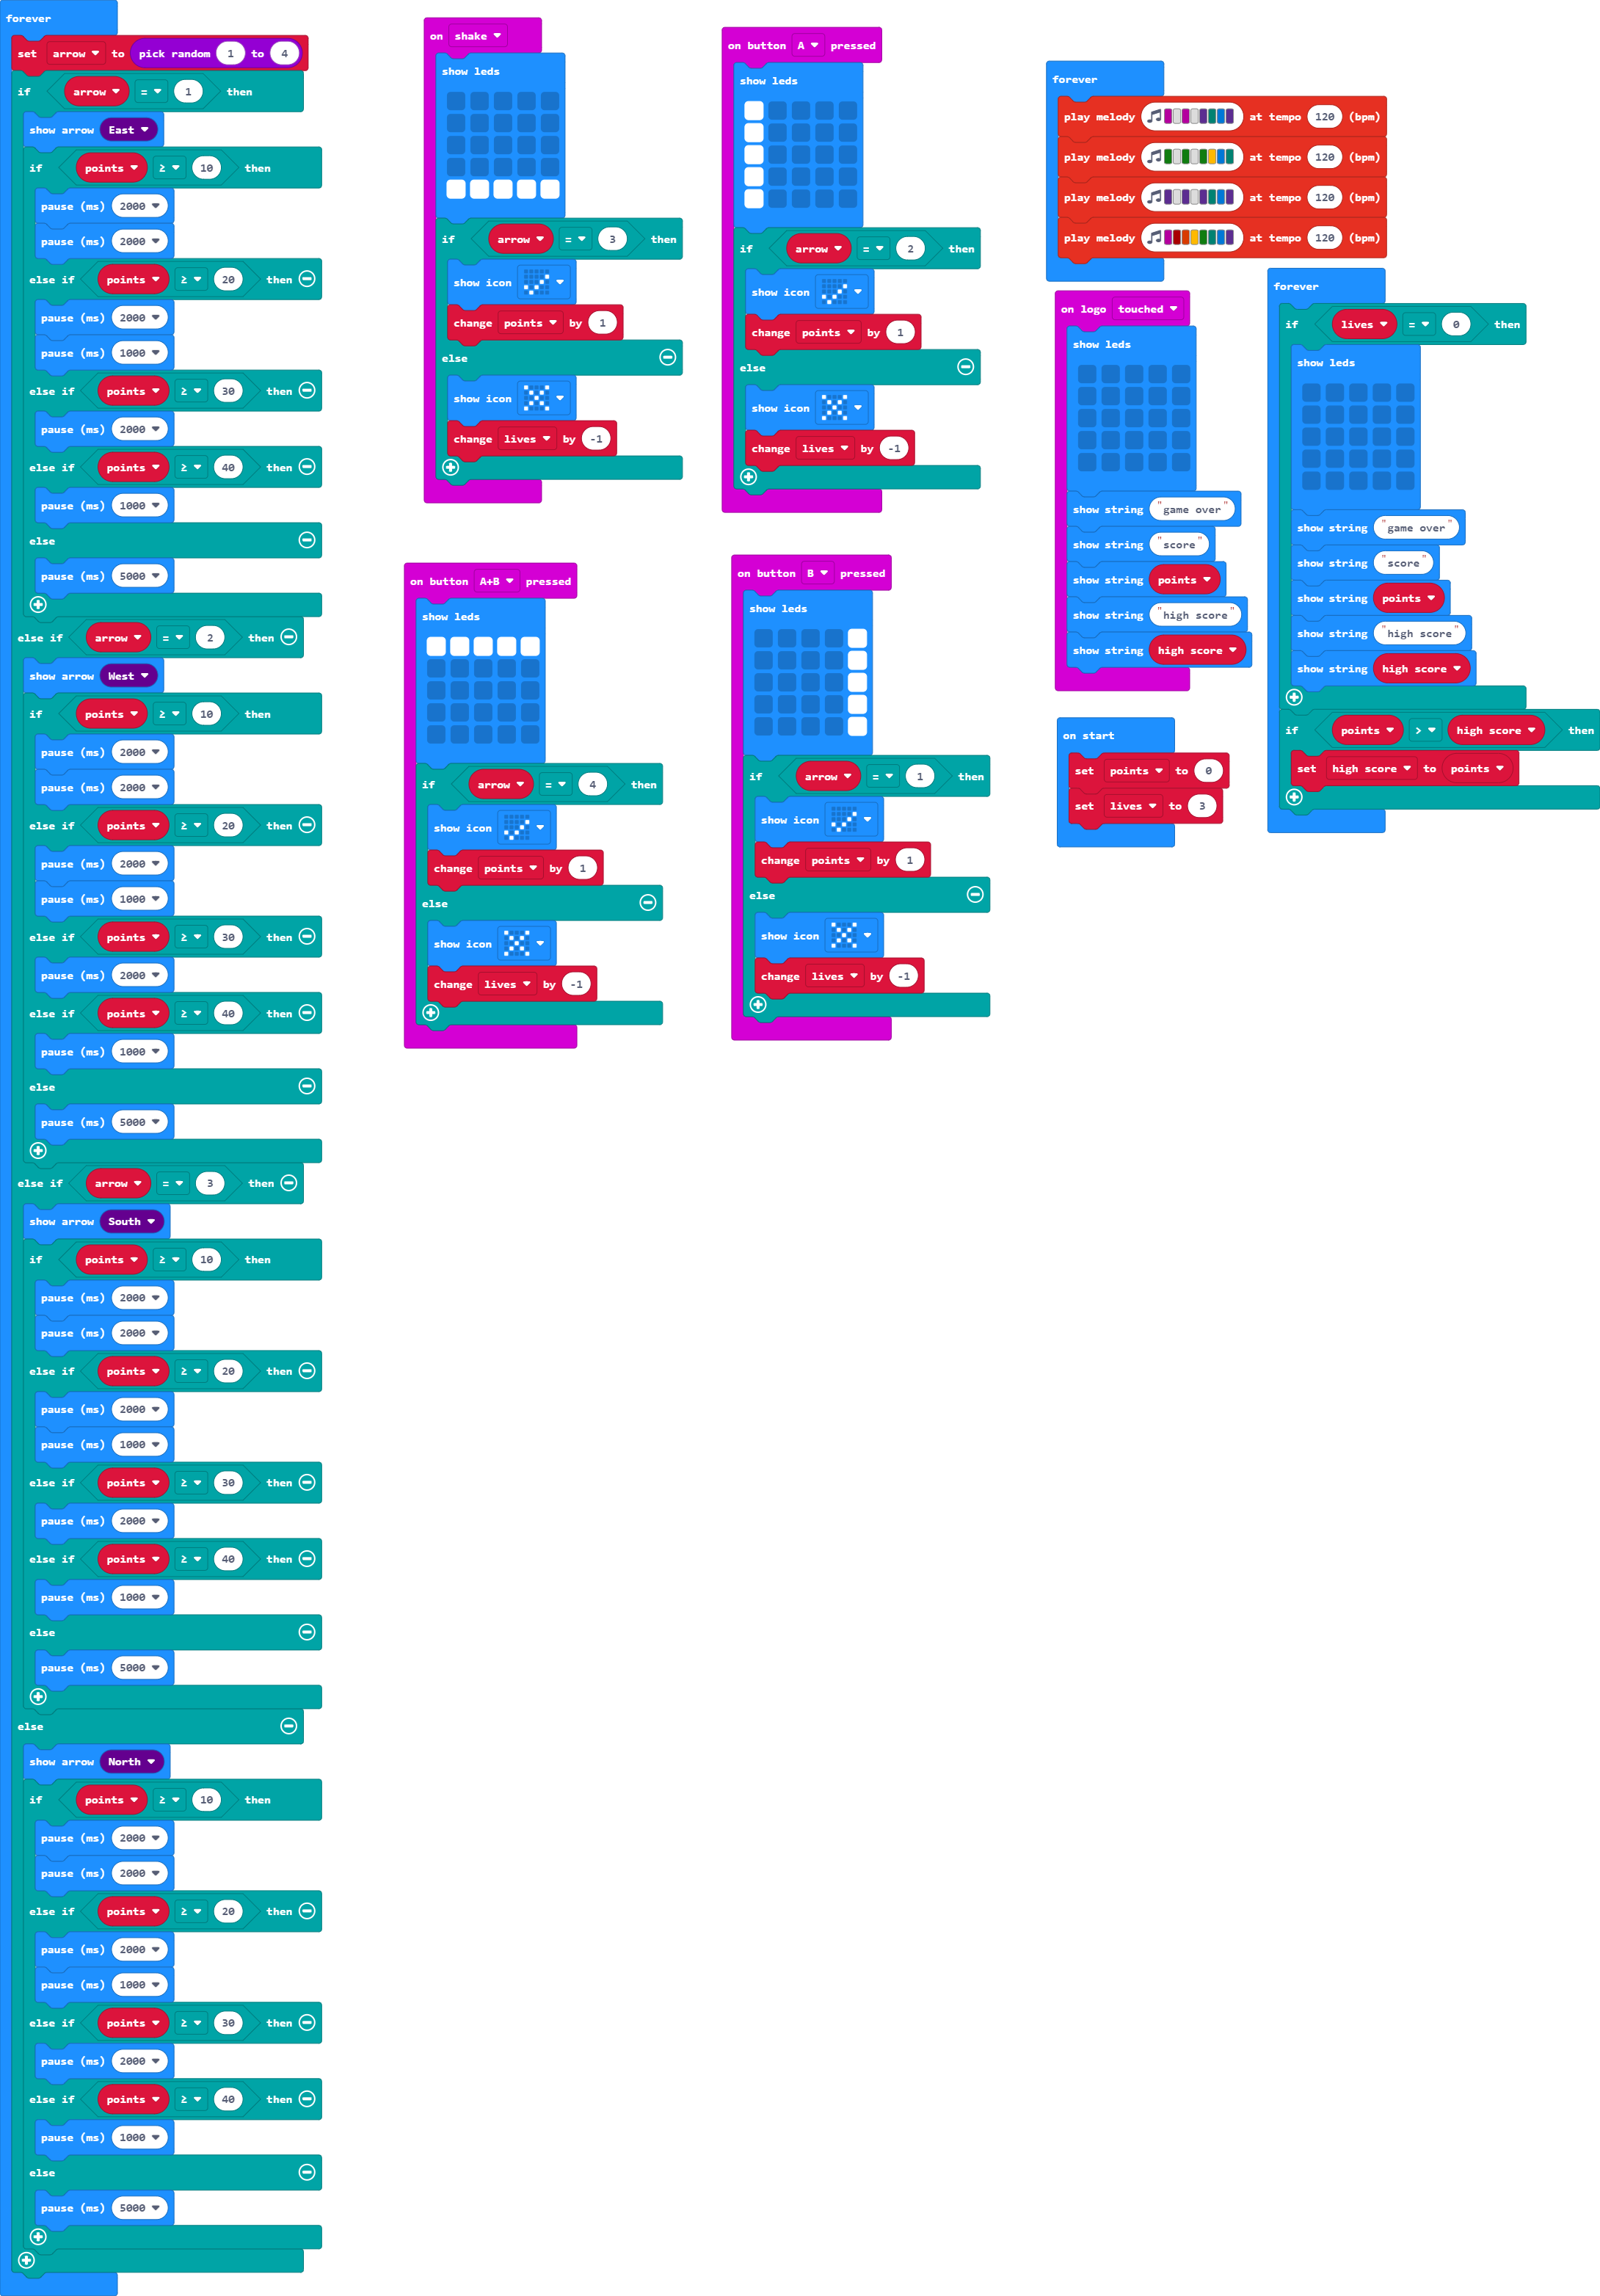 forever
set arrow to pick random 1 to 4
if arrow = 1 then
show arrow East
if points ≥ 10 then
pause (ms) 2000
pause (ms) 2000
else if points ≥ 20 then
pause (ms) 2000
pause (ms) 1000
else if points ≥ 30 then
pause (ms) 2000
else if points ≥ 40 then
pause (ms) 1000
else
pause (ms) 5000
else if arrow = 2 then
show arrow West
if points ≥ 10 then
pause (ms) 2000
pause (ms) 2000
else if points ≥ 20 then
pause (ms) 2000
pause (ms) 1000
else if points ≥ 30 then
pause (ms) 2000
else if points ≥ 40 then
pause (ms) 1000
else
pause (ms) 5000
else if arrow = 3 then
show arrow South
if points ≥ 10 then
pause (ms) 2000
pause (ms) 2000
else if points ≥ 20 then
pause (ms) 2000
pause (ms) 1000
else if points ≥ 30 then
pause (ms) 2000
else if points ≥ 40 then
pause (ms) 1000
else
pause (ms) 5000
else
show arrow North
if points ≥ 10 then
pause (ms) 2000
pause (ms) 2000
else if points ≥ 20 then
pause (ms) 2000
pause (ms) 1000
else if points ≥ 30 then
pause (ms) 2000
else if points ≥ 40 then
pause (ms) 1000
else
pause (ms) 5000
on shake
show leds
if arrow = 3 then
show icon
change points by 1
else
show icon
change lives by -1
on button A+B pressed
show leds
if arrow = 4 then
show icon
change points by 1
else
show icon
change lives by -1
on button A pressed
show leds
if arrow = 2 then
show icon
change points by 1
else
show icon
change lives by -1
on button B pressed
show leds
if arrow = 1 then
show icon
change points by 1
else
show icon
change lives by -1
forever
play melody at tempo 120 (bpm)
play melody at tempo 120 (bpm)
play melody at tempo 120 (bpm)
play melody at tempo 120 (bpm)
on logo touched
show leds
show string "game over"
show string "score"
show string points
show string "high score"
show string high score
on start
set points to 0
set lives to 3
forever
if lives = 0 then
show leds
show string "game over"
show string "score"
show string points
show string "high score"
show string high score
if points > high score then
set high score to points